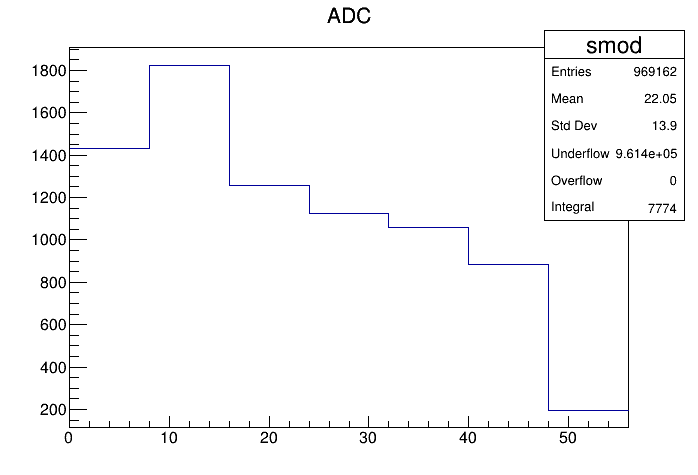 ADC
smod
Entries 969162
Mean 22.05
Std Dev 13.9
Underflow 9.614e+05
Overflow 0
Integral 7774
1800
1600
1400
1200
1000
800
600
400
200
0 10 20 30 40 50